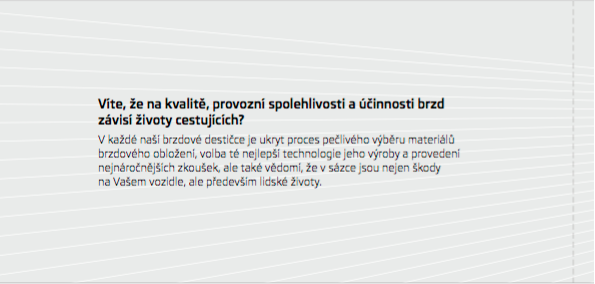 Víte, že na kvalitě, provozní spolehlivosti a účinnosti brzd
závisí životy cestujících?
V každé naší brzdové destičce je ukryt proces pečlivého výběru materiálů
brzdového obložení, volba té nejlepší technologie jeho výroby a provedení
nejnáročnějších zkoušek, ale také vědomí, že v sázce jsou nejen škody
na Vašem vozidle, ale především lidské životy.